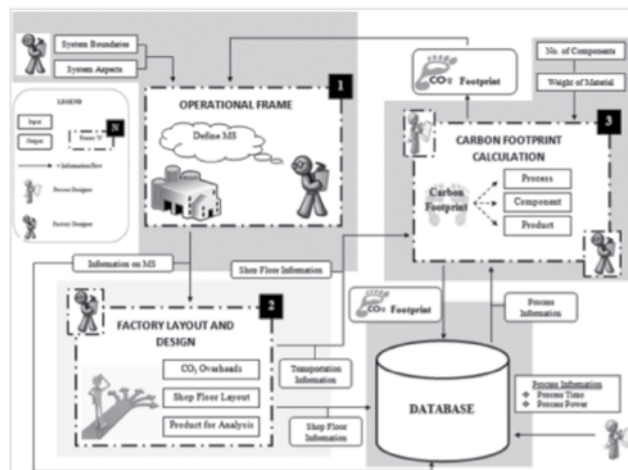 System Boundaries
System Aspects
LEGEND
Input
Output
N
Frame 'N'
= Information Flow
Process Designer
Factory Designer
1
OPERATIONAL FRAME
Define MS
CO2 Footprint
No. of Components
Weight of Material
3
CARBON FOOTPRINT
CALCULATION
Carbon
Footprint
Process
Component
Product
Information on MS
Shop Floor Information
2
FACTORY LAYOUT AND
DESIGN
CO2 Overheads
Shop Floor Layout
Product for Analysis
Transportation
Information
Shop Floor
Information
CO2 Footprint
Process
Information
DATABASE
Process Information
Process Time
Process Power